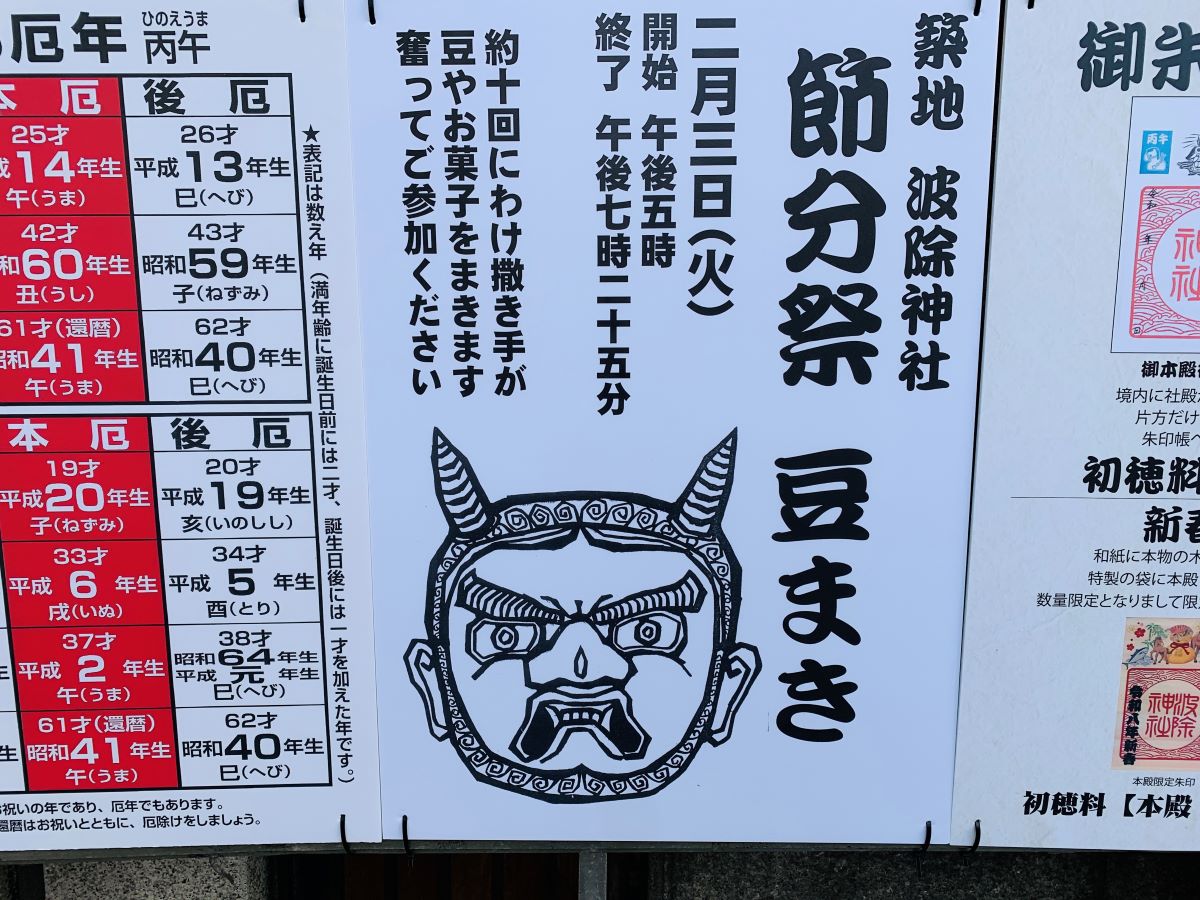 厄年
丙午
ひのえうま
本厄
後厄
25才
14年生
午(うま)
26才
平成13年生
巳(へび)
42才
60年生
丑(うし)
43才
昭和59年生
子(ねずみ)
61才(還暦)
昭和41年生
午(うま)
62才
昭和40年生
巳(へび)
本厄
後厄
19才
平成20年生
子(ねずみ)
20才
平成19年生
亥(いのしし)
33才
平成6年生
戌(いぬ)
34才
平成5年生
酉(とり)
37才
平成2年生
午(うま)
38才
昭和64年生
平成元年生
巳(へび)
61才(還暦)
昭和41年生
午(うま)
62才
昭和40年生
巳(へび)
★表記は数え年(満年齢に誕生日前には二才、誕生日後には一才を加えた年です。)
お祝いの年であり、厄年でもあります。
還暦はお祝いとともに、厄除けをしましょう。
築地 波除神社
節分祭 豆まき
二月三日(火)
開始 午後五時
終了 午後七時二十五分
約十回にわけ撒き手が
豆やお菓子をまきます
奮ってご参加ください
御朱
丙午
御本殿
境内に社殿
片方だけ
朱印帳へ
初穂料
新春
和紙に本物の木
特製の袋に本殿
数量限定となりまして限
波除神社
令和八年新春
本殿限定朱印
初穂料【本殿